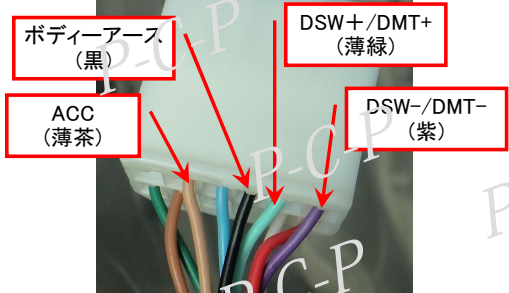 ボディーアース
(黒)
DSW＋/DMT+
(薄緑)
ACC
(薄茶)
DSW−/DMT−
(紫)
P-C-P
P-C-P
P-C-P
P